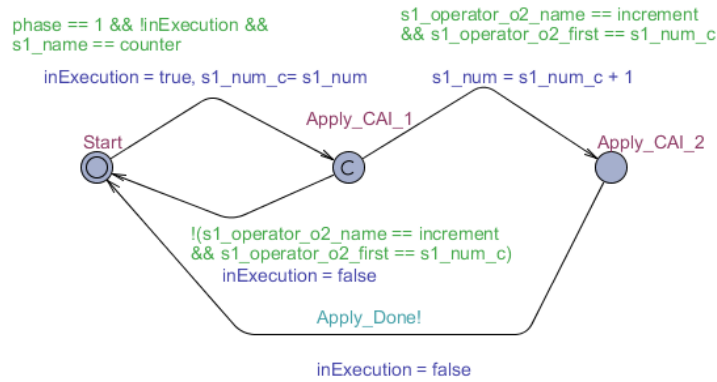 phase == 1 && !inExecution &&
s1_name == counter
s1_operator_o2_name == increment
&& s1_operator_o2_first == s1_num_c
inExecution = true, s1_num_c= s1_num
s1_num = s1_num_c + 1
Apply_CAI_1
Start
Apply_CAI_2
C
!(s1_operator_o2_name == increment
&& s1_operator_o2_first == s1_num_c)
inExecution = false
Apply_Done!
inExecution = false